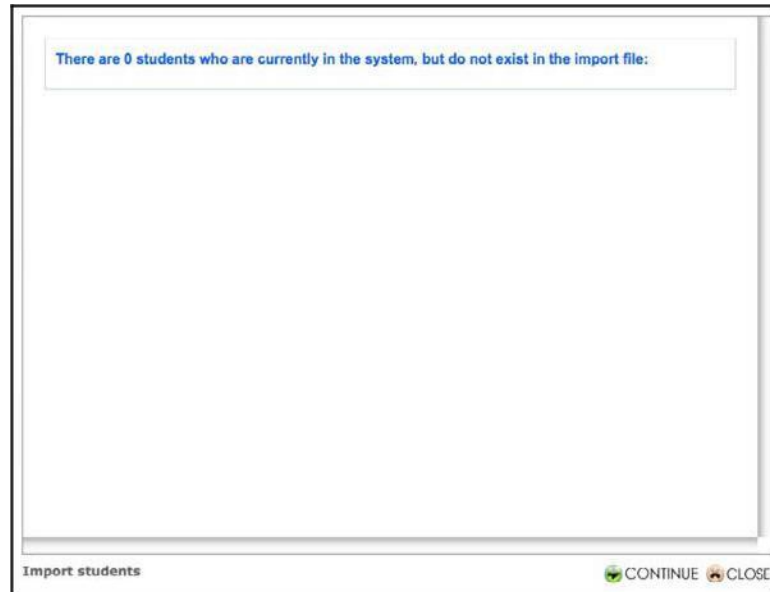 There are 0 students who are currently in the system, but do not exist in the import file:
Import students
CONTINUE CLOSE